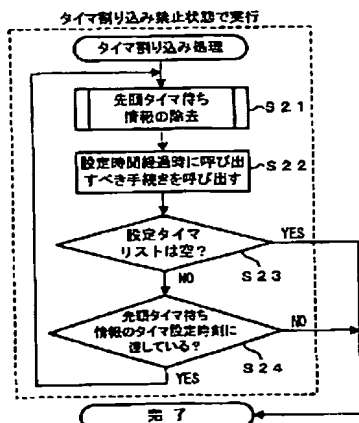 タイマ割り込み禁止状態で実行
タイマ割り込み処理
先頭タイマ待ち
情報の除去
S21
設定時間経過時に呼び出
すべき手続きを呼び出す
S22
設定タイマ
リストは空?
YES
S23
NO
先頭タイマ待ち
情報のタイマ設定時刻に
達している?
NO
S24
YES
完了